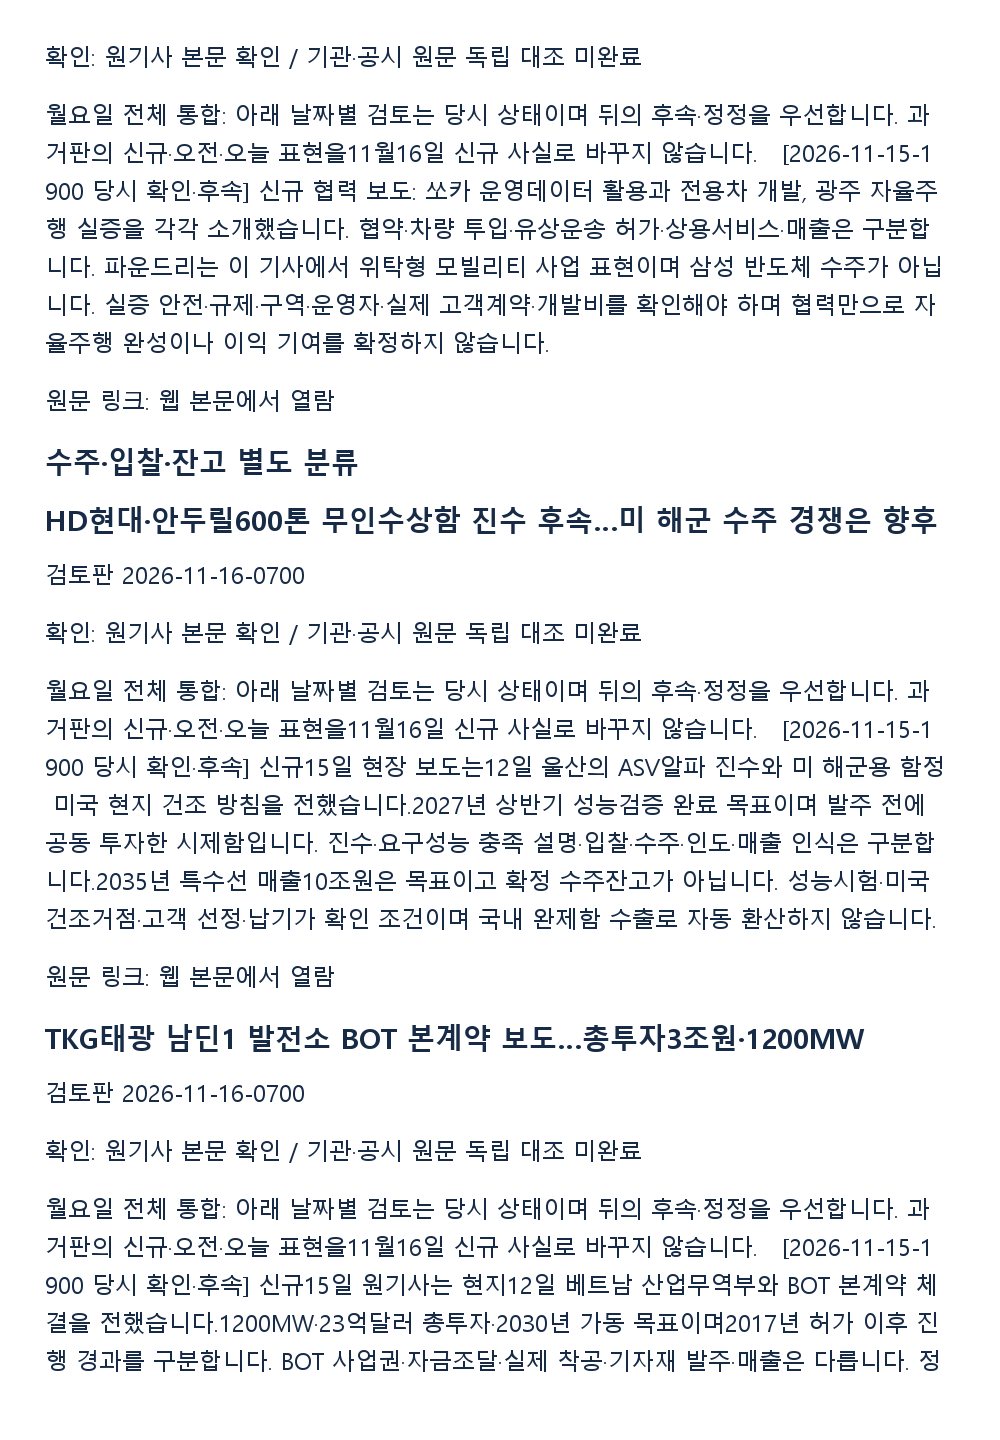 확인: 원기사 본문 확인 / 기관·공시 원문 독립 대조 미완료
월요일 전체 통합: 아래 날짜별 검토는 당시 상태이며 뒤의 후속·정정을 우선합니다. 과
거판의 신규·오전·오늘 표현을11월16일 신규 사실로 바꾸지 않습니다. [2026-11-15-1
900 당시 확인·후속] 신규 협력 보도: 쏘카 운영데이터 활용과 전용차 개발, 광주 자율주
행 실증을 각각 소개했습니다. 협약·차량 투입·유상운송 허가·상용서비스·매출은 구분합
니다. 파운드리는 이 기사에서 위탁형 모빌리티 사업 표현이며 삼성 반도체 수주가 아닙
니다. 실증 안전·규제·구역·운영자·실제 고객계약·개발비를 확인해야 하며 협력만으로 자
율주행 완성이나 이익 기여를 확정하지 않습니다.
원문 링크: 웹 본문에서 열람
수주·입찰·잔고 별도 분류
HD현대·안두릴600톤 무인수상함 진수 후속...미 해군 수주 경쟁은 향후
검토판 2026-11-16-0700
확인: 원기사 본문 확인 / 기관·공시 원문 독립 대조 미완료
월요일 전체 통합: 아래 날짜별 검토는 당시 상태이며 뒤의 후속·정정을 우선합니다. 과
거판의 신규·오전·오늘 표현을11월16일 신규 사실로 바꾸지 않습니다. [2026-11-15-1
900 당시 확인·후속] 신규15일 현장 보도는12일 울산의 ASV알파 진수와 미 해군용 함정
미국 현지 건조 방침을 전했습니다.2027년 상반기 성능검증 완료 목표이며 발주 전에
공동 투자한 시제함입니다. 진수·요구성능 충족 설명·입찰·수주·인도·매출 인식은 구분합
니다.2035년 특수선 매출10조원은 목표이고 확정 수주잔고가 아닙니다. 성능시험·미국
건조거점·고객 선정·납기가 확인 조건이며 국내 완제함 수출로 자동 환산하지 않습니다.
원문 링크: 웹 본문에서 열람
TKG태광 남딘1 발전소 BOT 본계약 보도...총투자3조원·1200MW
검토판 2026-11-16-0700
확인: 원기사 본문 확인 / 기관·공시 원문 독립 대조 미완료
월요일 전체 통합: 아래 날짜별 검토는 당시 상태이며 뒤의 후속·정정을 우선합니다. 과
거판의 신규·오전·오늘 표현을11월16일 신규 사실로 바꾸지 않습니다. [2026-11-15-1
900 당시 확인·후속] 신규15일 원기사는 현지12일 베트남 산업무역부와 BOT 본계약 체
결을 전했습니다.1200MW·23억달러 총투자·2030년 가동 목표이며2017년 허가 이후 진
행 경과를 구분합니다. BOT 사업권·자금조달·실제 착공·기자재 발주·매출은 다릅니다. 정